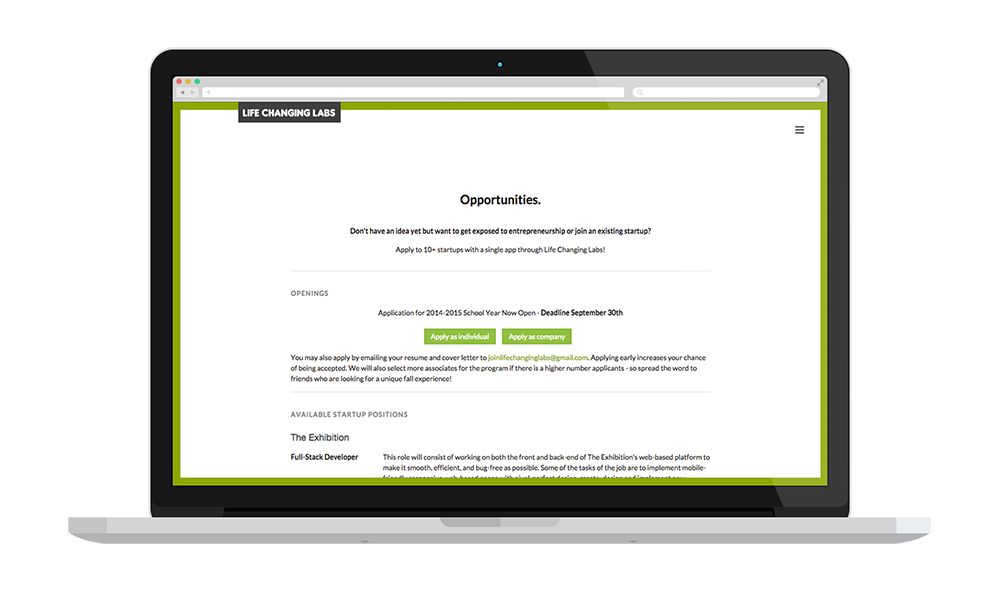 LIFE CHANGING LABS
Opportunities.
Don't have an idea yet but want to get exposed to entrepreneurship or join an existing startup?
Apply to 10+ startups with a single app through Life Changing Labs!
OPENINGS
Application for 2014-2015 School Year Now Open - Deadline September 30th
Apply as individual Apply as company
You may also apply by emailing your resume and cover letter to joinlifechanginglabs@gmail.com. Applying early increases your chance
of being accepted. We will also select more associates for the program if there is a higher number applicants - so spread the word to
friends who are looking for a unique fall experience!
AVAILABLE STARTUP POSITIONS
The Exhibition
Full-Stack Developer This role will consist of working on both the front and back-end of The Exhibition's web-based platform to
make it smooth, efficient, and bug-free as possible. Some of the tasks of the job are to implement mobile-